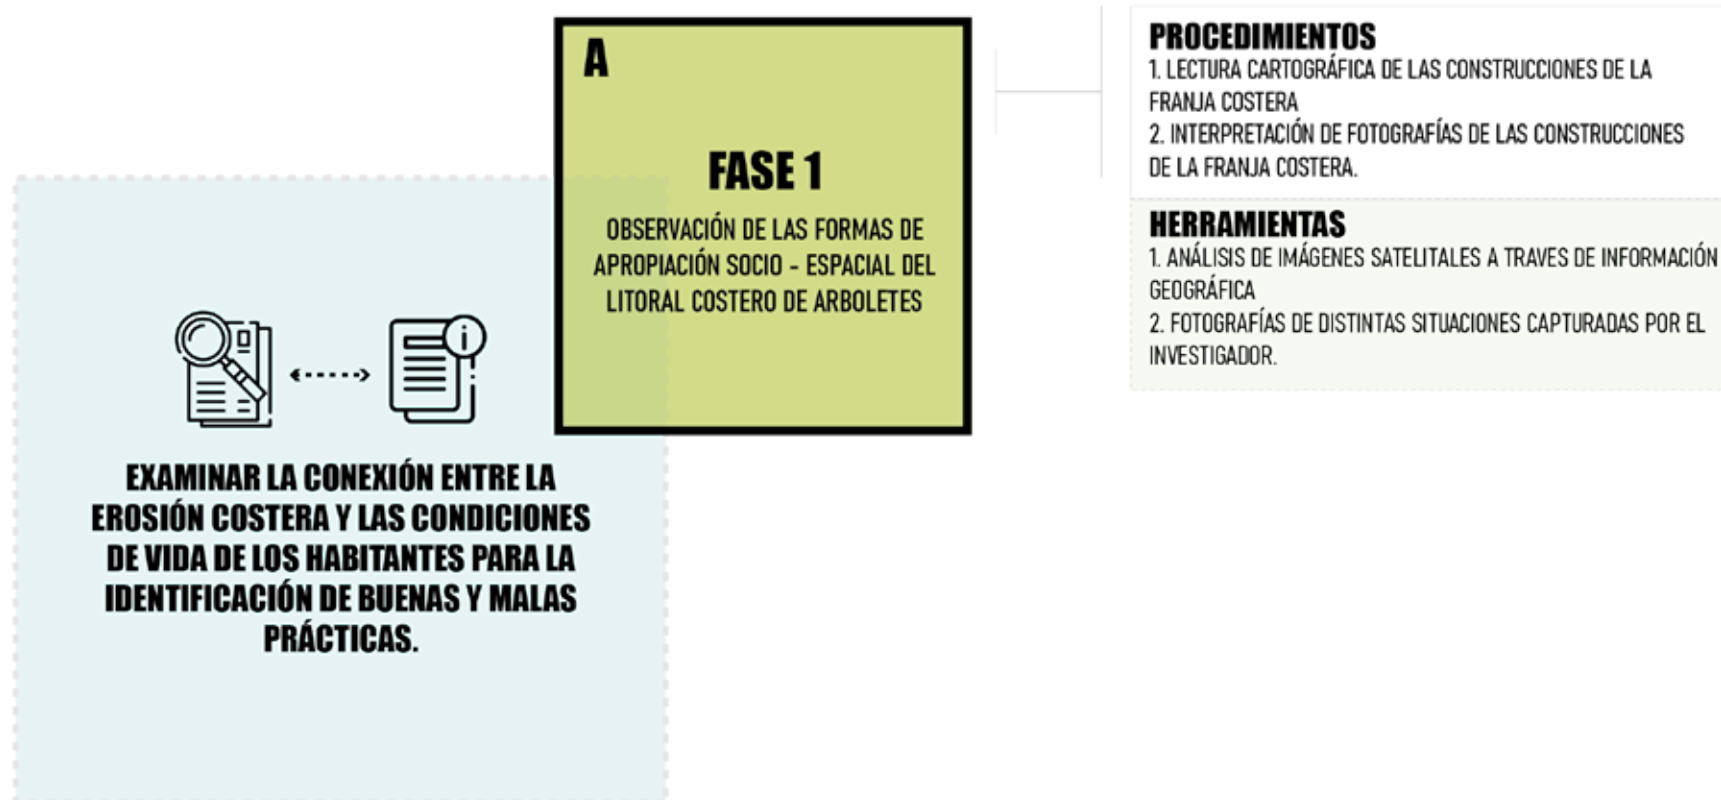 A
FASE 1
OBSERVACIÓN DE LAS FORMAS DE
APROPIACIÓN SOCIO - ESPACIAL DEL
LITORAL COSTERO DE ARBOLETES
PROCEDIMIENTOS
1. LECTURA CARTOGRÁFICA DE LAS CONSTRUCCIONES DE LA
FRANJA COSTERA
2. INTERPRETACIÓN DE FOTOGRAFÍAS DE LAS CONSTRUCCIONES
DE LA FRANJA COSTERA.
HERRAMIENTAS
1. ANÁLISIS DE IMÁGENES SATELITALES A TRAVES DE INFORMACIÓN
GEOGRÁFICA
2. FOTOGRAFÍAS DE DISTINTAS SITUACIONES CAPTURADAS POR EL
INVESTIGADOR.
EXAMINAR LA CONEXIÓN ENTRE LA
EROSIÓN COSTERA Y LAS CONDICIONES
DE VIDA DE LOS HABITANTES PARA LA
IDENTIFICACIÓN DE BUENAS Y MALAS
PRÁCTICAS.